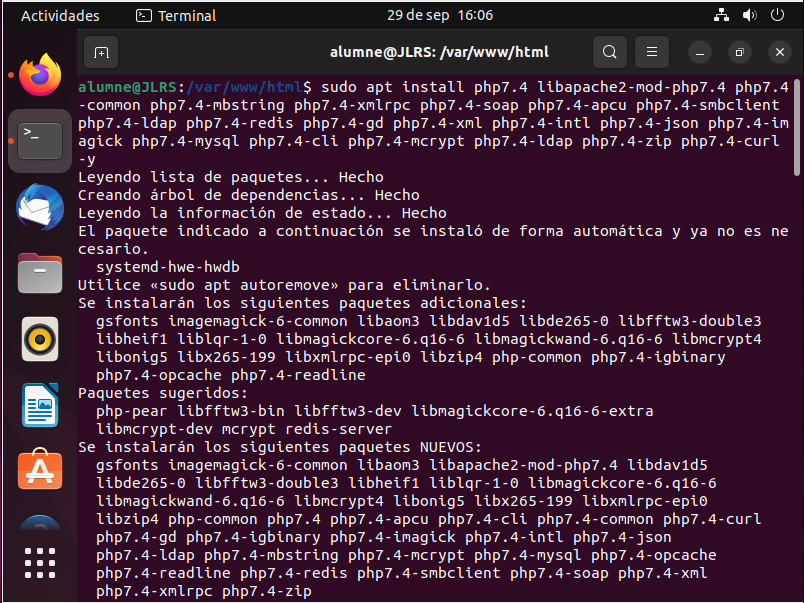 Actividades
Terminal
29 de sep 16:06
alumne@JLRS: /var/www/html
alumne@JLRS:/var/www/html$ sudo apt install php7.4 libapache2-mod-php7.4 php7.4
-common php7.4-mbstring php7.4-xmlrpc php7.4-soap php7.4-apcu php7.4-smbclient
php7.4-ldap php7.4-redis php7.4-gd php7.4-xml php7.4-intl php7.4-json php7.4-im
agick php7.4-mysql php7.4-cli php7.4-mcrypt php7.4-ldap php7.4-zip php7.4-curl
-y
Leyendo lista de paquetes... Hecho
Creando árbol de dependencias... Hecho
Leyendo la información de estado... Hecho
El paquete indicado a continuación se instaló de forma automática y ya no es ne
cesario.
systemd-hwe-hwdb
Utilice «sudo apt autoremove» para eliminarlo.
Se instalarán los siguientes paquetes adicionales:
gsfonts imagemagick-6-common libaom3 libdav1d5 libde265-0 libfftw3-double3
libheif1 liblqr-1-0 libmagickcore-6.q16-6 libmagickwand-6.q16-6 libmcrypt4
libonig5 libx265-199 libxmlrpc-epi0 libzip4 php-common php7.4-igbinary
php7.4-opcache php7.4-readline
Paquetes sugeridos:
php-pear libfftw3-bin libfftw3-dev libmagickcore-6.q16-6-extra
libmcrypt-dev mcrypt redis-server
Se instalarán los siguientes paquetes NUEVOS:
gsfonts imagemagick-6-common libaom3 libapache2-mod-php7.4 libdav1d5
libde265-0 libfftw3-double3 libheif1 liblqr-1-0 libmagickcore-6.q16-6
libmagickwand-6.q16-6 libmcrypt4 libonig5 libx265-199 libxmlrpc-epi0
libzip4 php-common php7.4 php7.4-apcu php7.4-cli php7.4-common php7.4-curl
php7.4-gd php7.4-igbinary php7.4-imagick php7.4-intl php7.4-json
php7.4-ldap php7.4-mbstring php7.4-mcrypt php7.4-mysql php7.4-opcache
php7.4-readline php7.4-redis php7.4-smbclient php7.4-soap php7.4-xml
php7.4-xmlrpc php7.4-zip